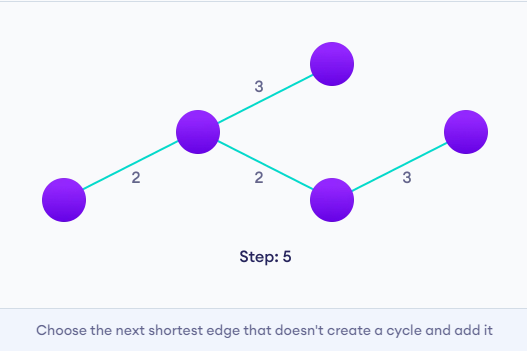 3
2
2
3
Step: 5
Choose the next shortest edge that doesn't create a cycle and add it